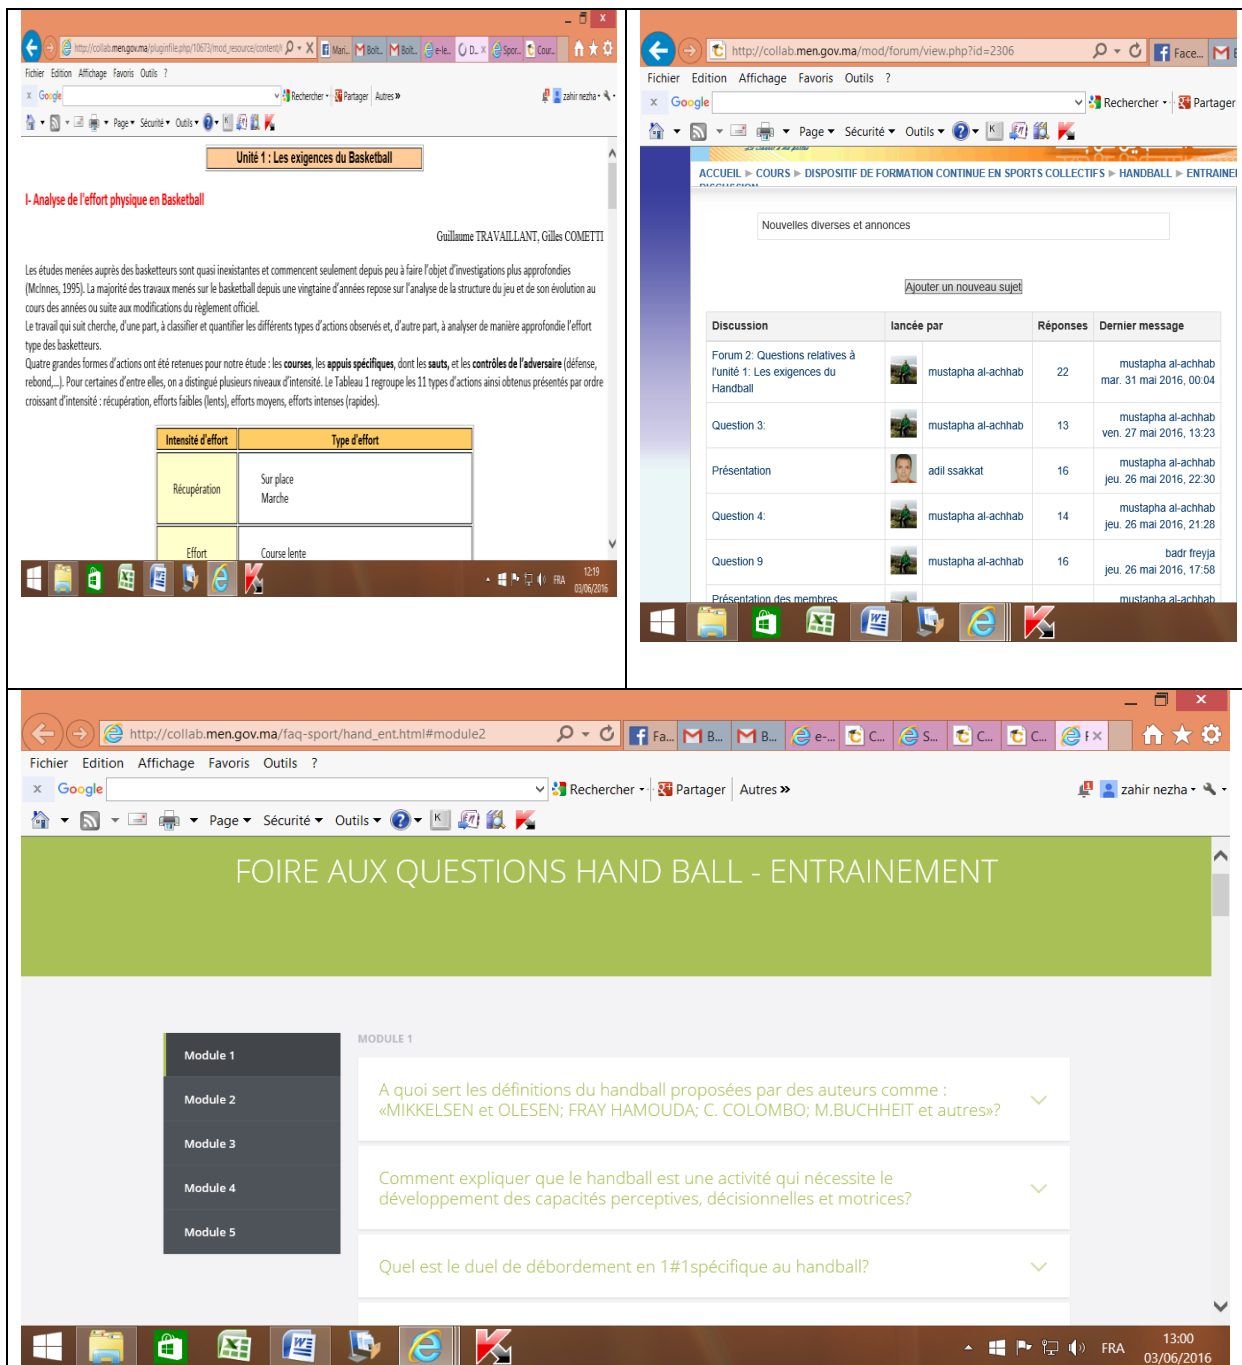 http://collab.men.gov.ma/pluginfile.php/10673/mod_resource/content/
Mari...
Bolt...
Bolt...
e-le...
D...
Spor...
Cour...
Fichier Edition Affichage Favoris Outils ?
x Google
Rechercher Partager Autres »
zahir nezha
Page Sécurité Outils
Unité 1 : Les exigences du Basketball
I- Analyse de l'effort physique en Basketball
Guillaume TRAVAILLANT, Gilles COMETTI
Les études menées auprès des basketteurs sont quasi inexistantes et commencent seulement depuis peu à faire l'objet d'investigations plus approfondies
(McInnes, 1995). La majorité des travaux menés sur le basketball depuis une vingtaine d'années repose sur l'analyse de la structure du jeu et de son évolution au
cours des années ou suite aux modifications du règlement officiel.
Le travail qui suit cherche, d'une part, à classifier et quantifier les différents types d'actions observés et, d'autre part, à analyser de manière approfondie l'effort
type des basketteurs.
Quatre grandes formes d'actions ont été retenues pour notre étude : les courses, les appuis spécifiques, dont les sauts, et les contrôles de l'adversaire (défense,
rebond,...). Pour certaines d'entre elles, on a distingué plusieurs niveaux d'intensité. Le Tableau 1 regroupe les 11 types d'actions ainsi obtenus présentés par ordre
croissant d'intensité : récupération, efforts faibles (lents), efforts moyens, efforts intenses (rapides).
Intensité d'effort Type d'effort
Récupération
Sur place
Marche
Effort Course lente
FRA
12:19
03/06/2016
http://collab.men.gov.ma/mod/forum/view.php?id=2306
Face...
Fichier Edition Affichage Favoris Outils ?
x Google
Rechercher Partager
Page Sécurité Outils
ACCUEIL ► COURS ► DISPOSITIF DE FORMATION CONTINUE EN SPORTS COLLECTIFS ► HANDBALL ► ENTRAINE
DISCUSSION
Nouvelles diverses et annonces
Ajouter un nouveau sujet
Discussion lancée par Réponses Dernier message
Forum 2: Questions relatives à
l'unité 1: Les exigences du
Handball
mustapha al-achhab 22
mustapha al-achhab
mar. 31 mai 2016, 00:04
Question 3: mustapha al-achhab 13
mustapha al-achhab
ven. 27 mai 2016, 13:23
Présentation adil ssakkat 16
mustapha al-achhab
jeu. 26 mai 2016, 22:30
Question 4: mustapha al-achhab 14
mustapha al-achhab
jeu. 26 mai 2016, 21:28
Question 9 mustapha al-achhab 16
badr freyja
jeu. 26 mai 2016, 17:58
Présentation des membres mustapha al-achhab
http://collab.men.gov.ma/faq-sport/hand_ent.html#module2
Fa...
B...
B...
e-...
C...
S...
C...
C...
F
Fichier Edition Affichage Favoris Outils ?
x Google
Rechercher Partager Autres »
zahir nezha
Page Sécurité Outils
FOIRE AUX QUESTIONS HAND BALL - ENTRAINEMENT
Module 1
Module 2
Module 3
Module 4
Module 5
MODULE 1
A quoi sert les définitions du handball proposées par des auteurs comme :
«MIKKELSEN et OLESEN; FRAY HAMOUDA; C. COLOMBO; M.BUCHHEIT et autres»?
Comment expliquer que le handball est une activité qui nécessite le
développement des capacités perceptives, décisionnelles et motrices?
Quel est le duel de débordement en 1#1spécifique au handball?
FRA
13:00
03/06/2016